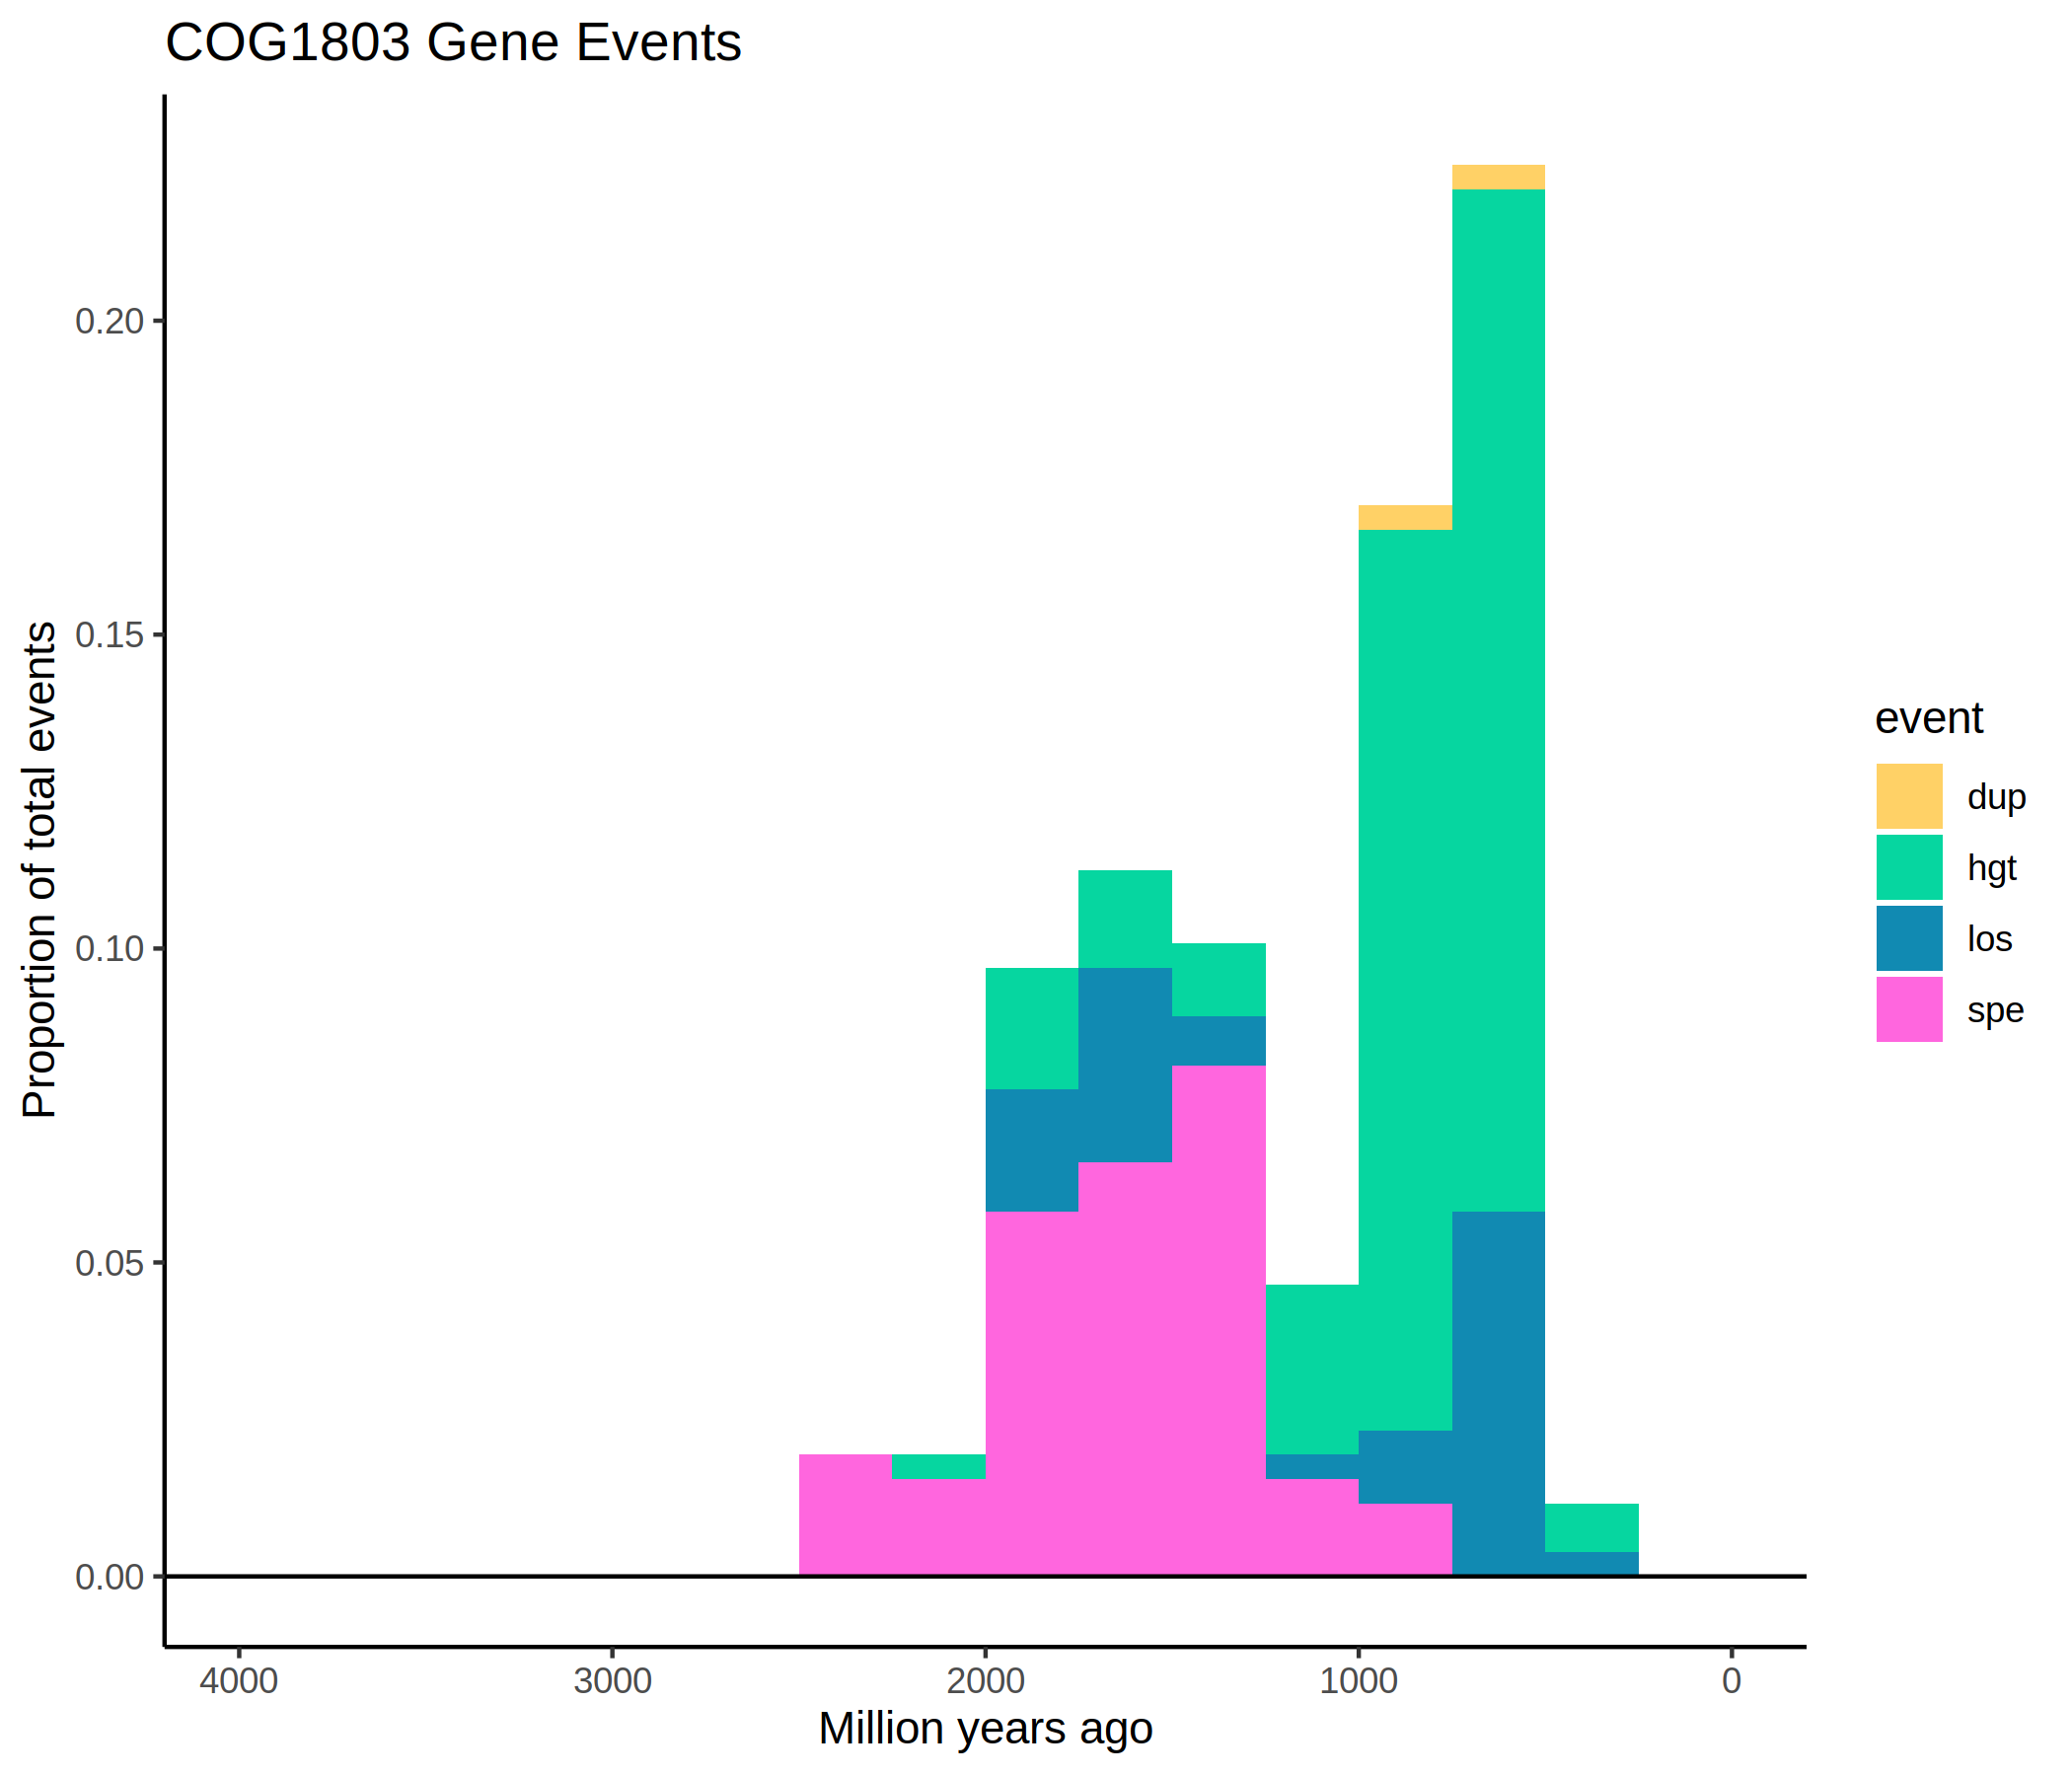 COG1803 Gene Events
Proportion of total events
0.20
0.15
0.10
0.05
0.00
4000 3000 2000 1000 0
Million years ago
event
dup
hgt
los
spe